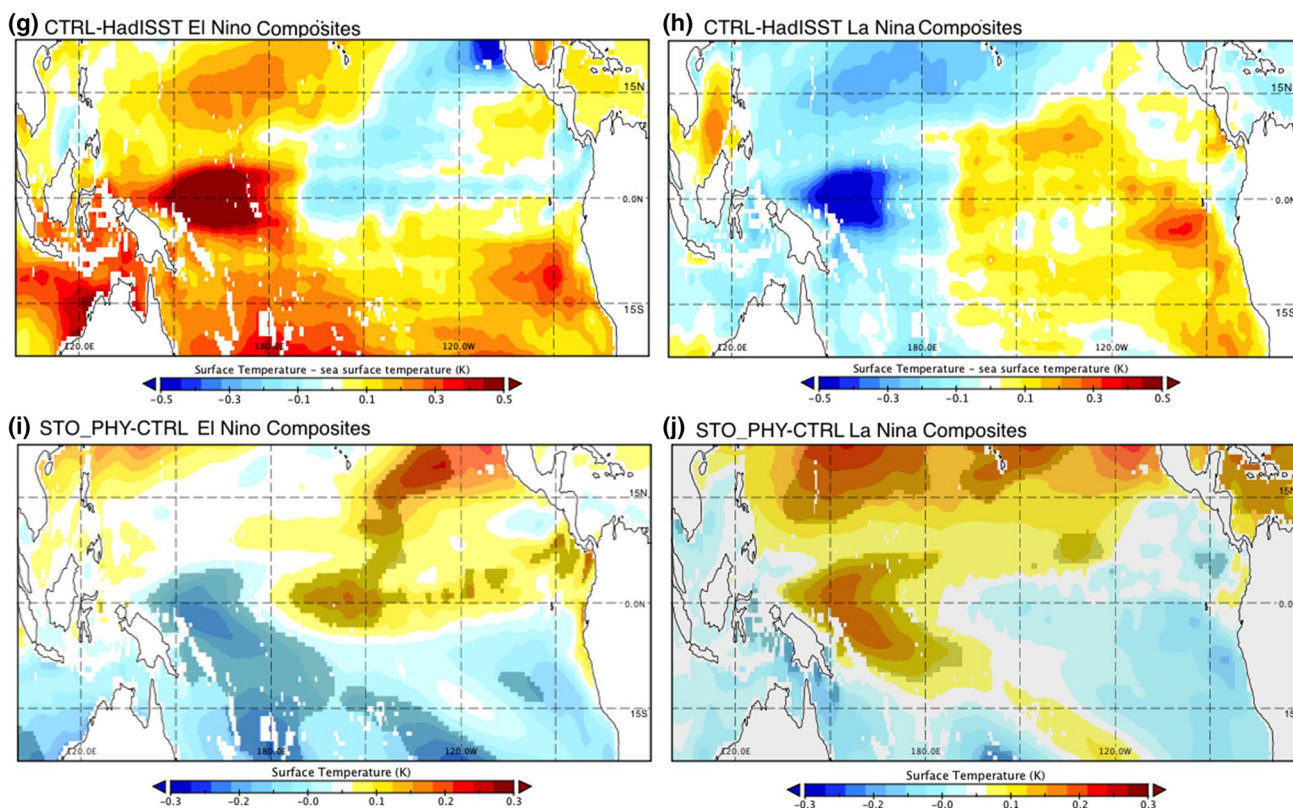 (g) CTRL-HadISST El Nino Composites
(h) CTRL-HadISST La Nina Composites
15N
0.0N
15S
120.0E
180.0E
120.0W
15N
0.0N
15S
120.0E
180.0E
120.0W
Surface Temperature - sea surface temperature (K)
-0.5 -0.3 -0.1 0.1 0.3 0.5
Surface Temperature - sea surface temperature (K)
-0.5 -0.3 -0.1 0.1 0.3 0.5
(i) STO_PHY-CTRL El Nino Composites
(j) STO_PHY-CTRL La Nina Composites
15N
0.0N
15S
120.0E
180.0E
120.0W
15N
0.0N
15S
120.0E
180.0E
120.0W
Surface Temperature (K)
-0.3 -0.2 -0.0 0.1 0.2 0.3
Surface Temperature (K)
-0.3 -0.2 -0.0 0.1 0.2 0.3